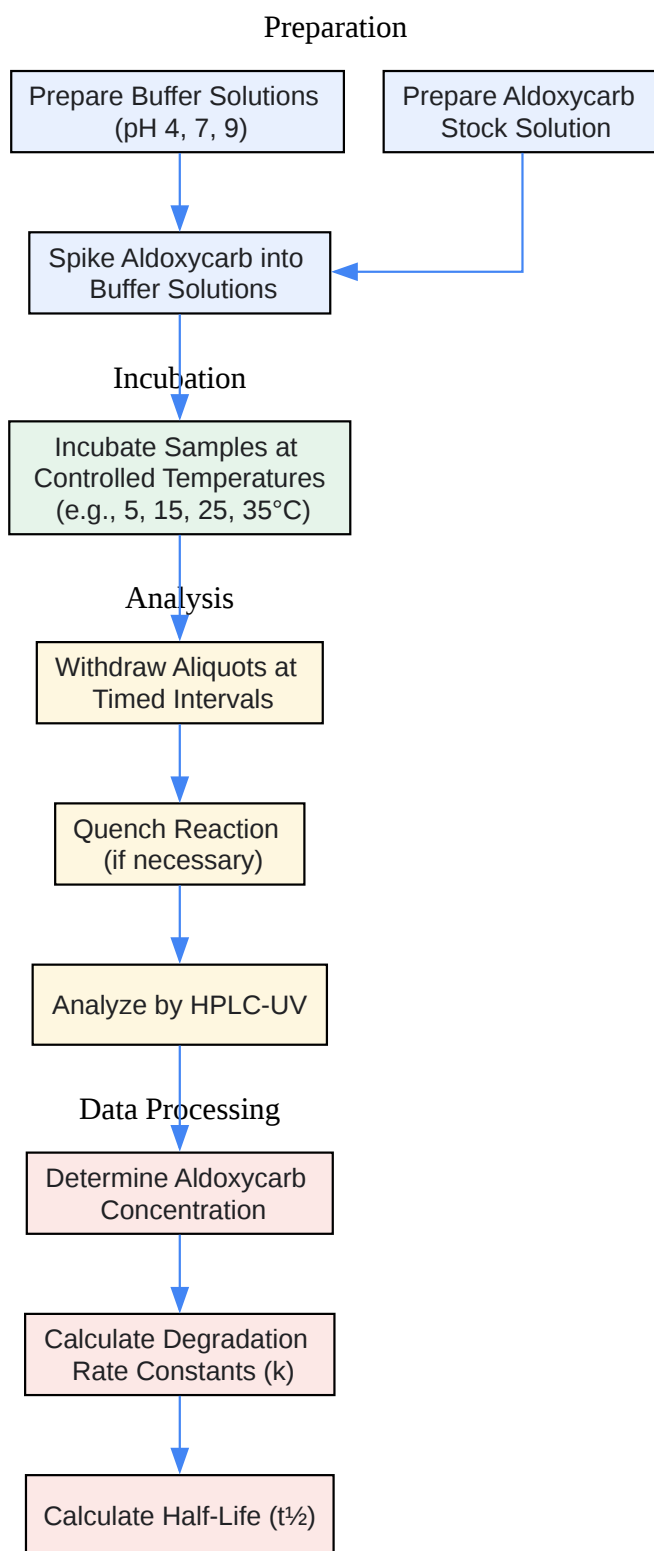 Preparation
Prepare Buffer Solutions
(pH 4, 7, 9)
Prepare Aldoxycarb
Stock Solution
Spike Aldoxycarb into
Buffer Solutions
Incubation
Incubate Samples at
Controlled Temperatures
(e.g., 5, 15, 25, 35°C)
Analysis
Withdraw Aliquots at
Timed Intervals
Quench Reaction
(if necessary)
Analyze by HPLC-UV
Data Processing
Determine Aldoxycarb
Concentration
Calculate Degradation
Rate Constants (k)
Calculate Half-Life (t½)